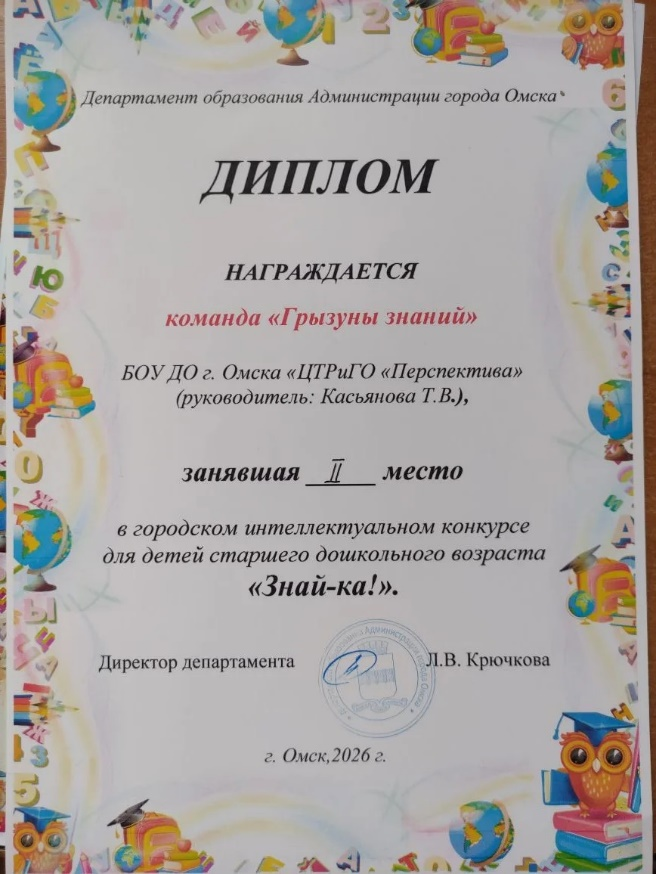 Департамент образования Администрации города Омска
ДИПЛОМ
НАГРАЖДАЕТСЯ
команда «Грызуны знаний»
БОУ ДО г. Омска «ЦТРиГО «Перспектива»
(руководитель: Касьянова Т.В.),
занявшая II место
в городском интеллектуальном конкурсе
для детей старшего дошкольного возраста
«Знай-ка!».
Директор департамента Л.В. Крючкова
г. Омск,2026 г.